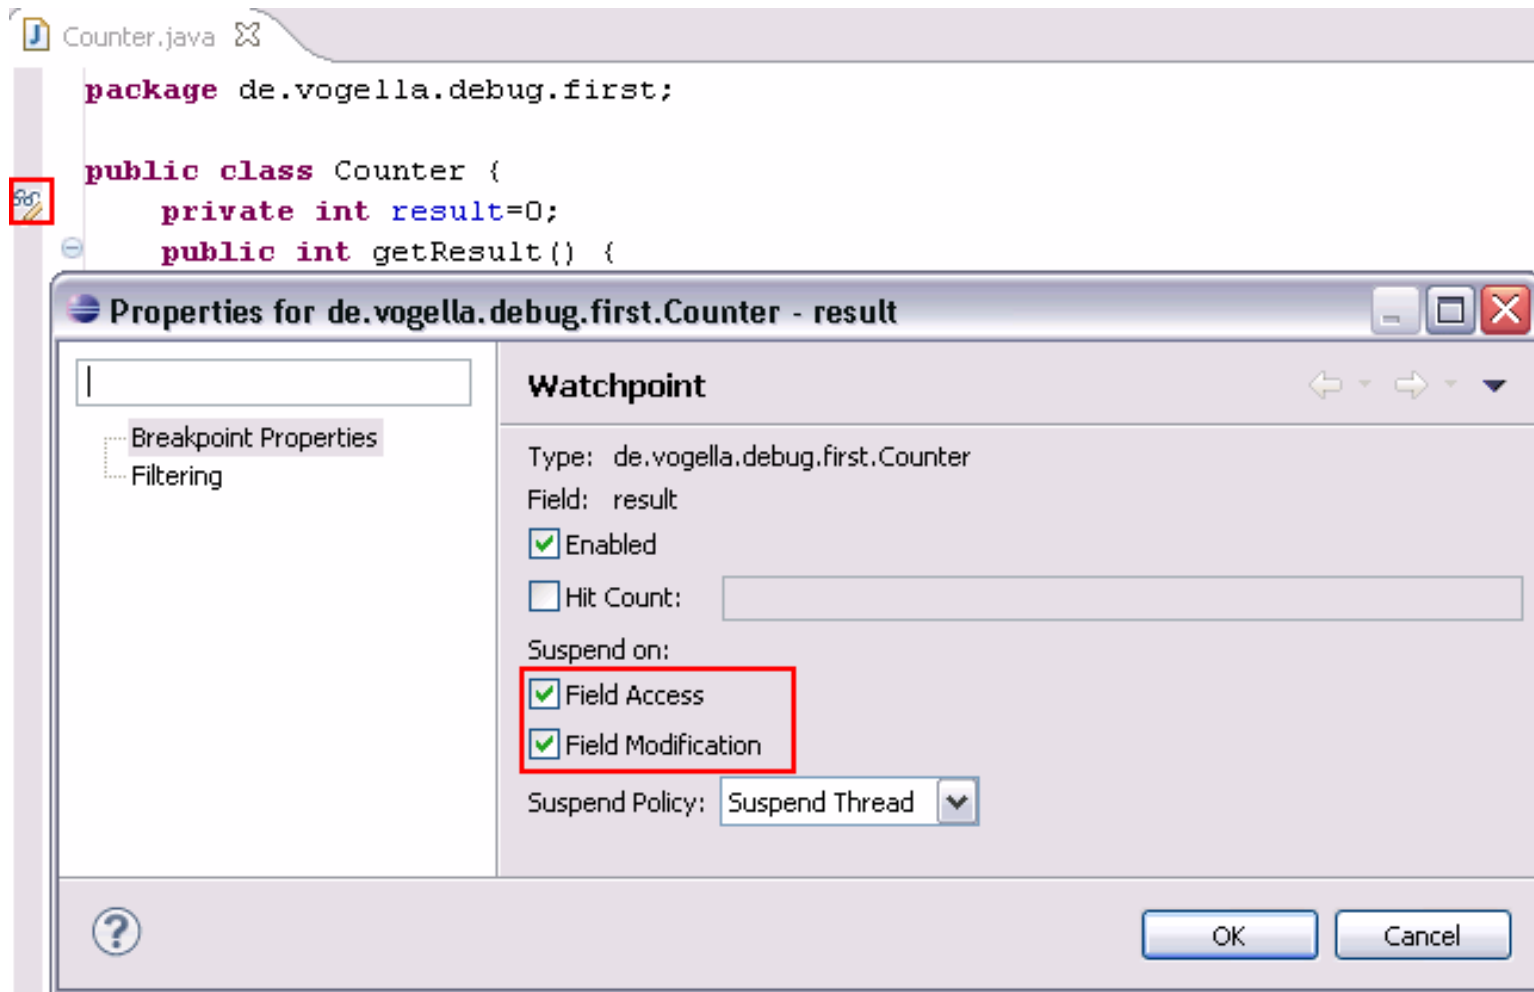 Counter.java
package de.vogella.debug.first;
public class Counter {
private int result=0;
public int getResult() {
Properties for de.vogella.debug.first.Counter - result
Breakpoint Properties
Filtering
Watchpoint
Type: de.vogella.debug.first.Counter
Field: result
Enabled
Hit Count:
Suspend on:
Field Access
Field Modification
Suspend Policy: Suspend Thread
OK Cancel